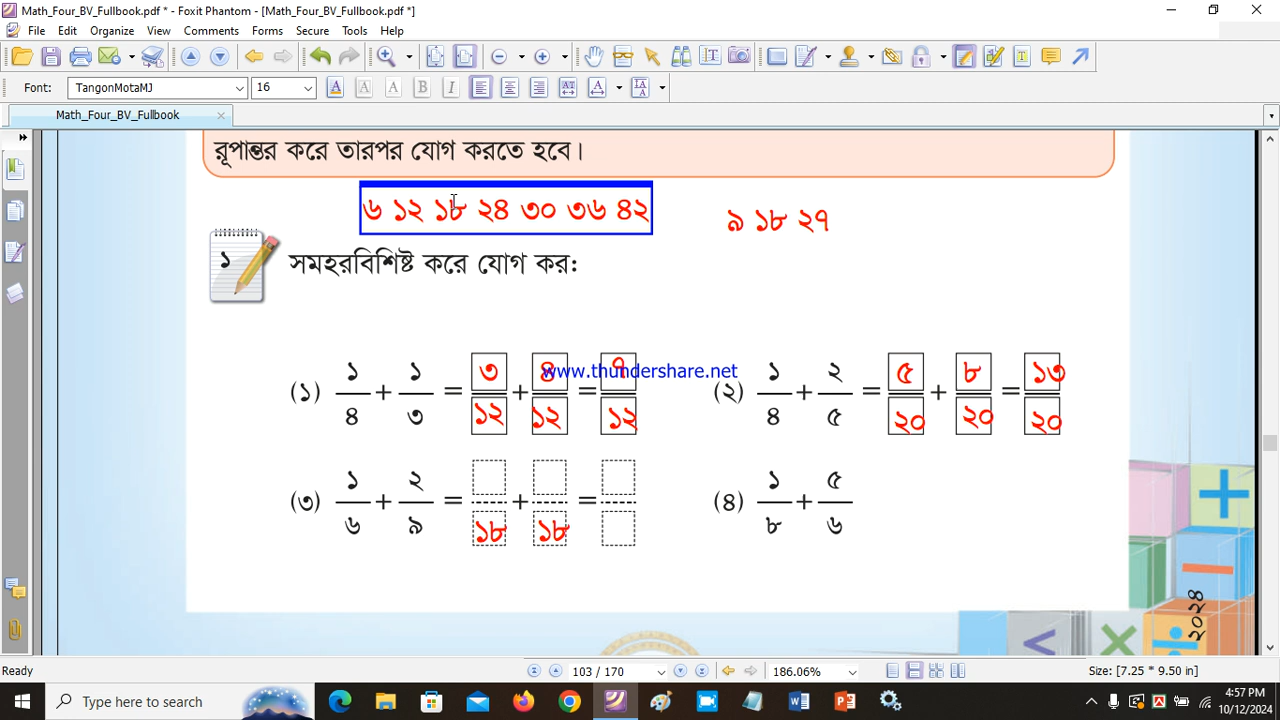 Math_Four_BV_Fullbook.pdf * - Foxit Phantom - [Math_Four_BV_Fullbook.pdf *]
File Edit Organize View Comments Forms Secure Tools Help
Font: TangonMotaMJ 16
Math_Four_BV_Fullbook
রূপান্তর করে তারপর যোগ করতে হবে।
৬ ১২ ১৮ ২৪ ৩০ ৩৬ ৪২
৯ ১৮ ২৭
১ সমহরবিশিষ্ট করে যোগ কর:
(১) ১/৪ + ১/৩ = ৩/১২ + ৪/১২ = ৭/১২
(২) ১/৪ + ২/৫ = ৫/২০ + ৮/২০ = ১৩/২০
www.thundershare.net
(৩) ১/৬ + ২/৯ = /১৮ + /১৮ =
(৪) ১/৮ + ৫/৬
২০২৪
Ready 103 / 170 186.06% Size: [7.25 * 9.50 in]
Type here to search
4:57 PM
10/12/2024